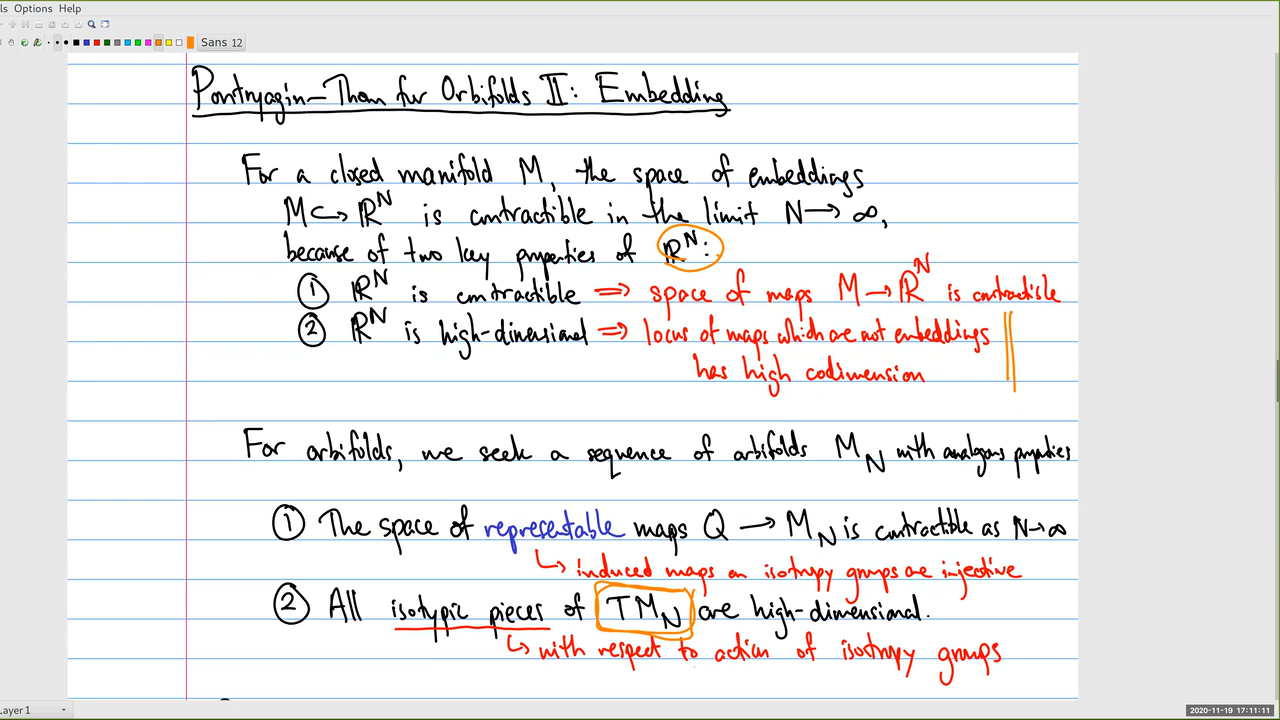 ls Options Help
Sans 12
Pontryagin–Thom for Orbifolds II: Embedding
For a closed manifold M, the space of embeddings
M ↪ ℝ^N is contractible in the limit N → ∞,
because of two key properties of ℝ^N:
① ℝ^N is contractible ⇒ space of maps M → ℝ^N is contractible
② ℝ^N is high-dimensional ⇒ locus of maps which are not embeddings
has high codimension
For orbifolds, we seek a sequence of orbifolds M_N with analogous properties
① The space of representable maps Q → M_N is contractible as N→∞
↳ induced maps on isotropy groups are injective
② All isotypic pieces of TM_N are high-dimensional.
↳ with respect to action of isotropy groups
Layer 1
2020-11-19 17:11:11